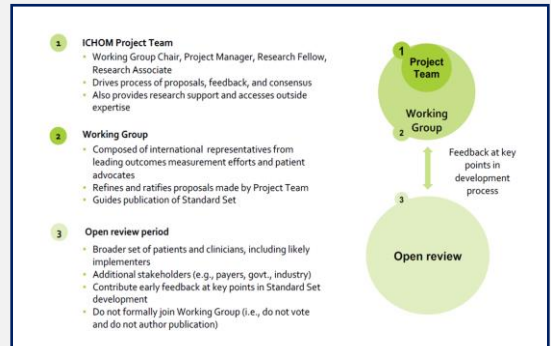 1 ICHOM Project Team
• Working Group Chair, Project Manager, Research Fellow,
Research Associate
• Drives process of proposals, feedback, and consensus
• Also provides research support and accesses outside
expertise
2 Working Group
• Composed of international representatives from
leading outcomes measurement efforts and patient
advocates
• Refines and ratifies proposals made by Project Team
• Guides publication of Standard Set
3 Open review period
• Broader set of patients and clinicians, including likely
implementers
• Additional stakeholders (e.g., payers, govt., industry)
• Contribute early feedback at key points in Standard Set
development
• Do not formally join Working Group (i.e., do not vote
and do not author publication)
1
Project
Team
Working
Group
2
Feedback at key
points in
development
process
3
Open review